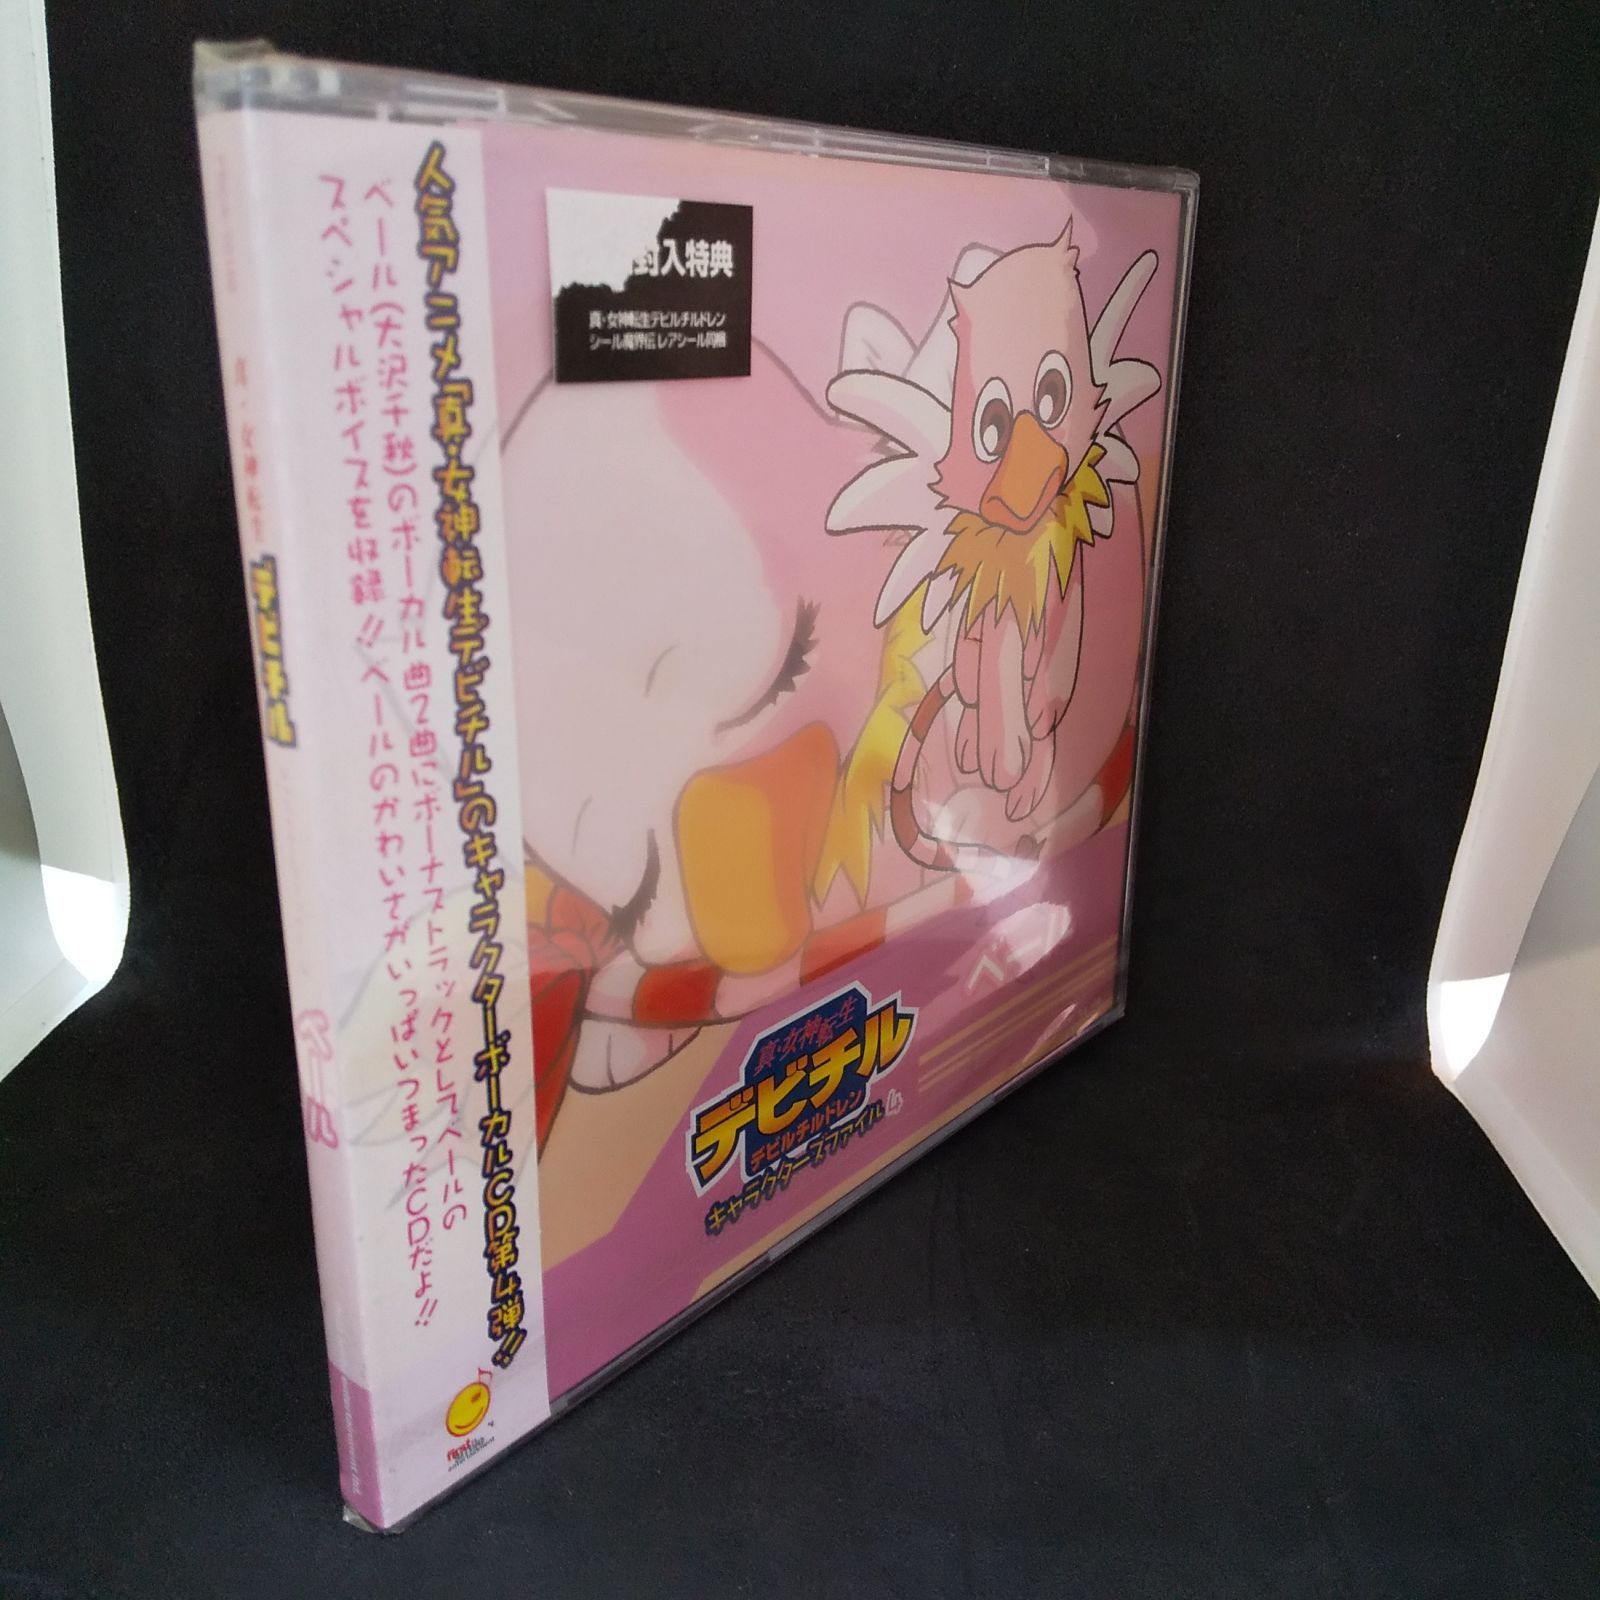 人気アニメ「真・女神転生デビチル」のキャラクターボーカルCD第4弾!!
ベール(大沢千秋)のボーカル曲2曲にボーナストラックとしてベールの
スペシャルボイスを収録!!ベールのかわいさがいっぱいつまったCDだよ!!
封入特典
真・女神転生デビルチルドレン
シール魔界伝 レアシール同梱
ベール
真・女神転生
デビチル
デビルチルドレン
キャラクターズファイル4
真・女神転生
デビチル
ベール
first
entertainment